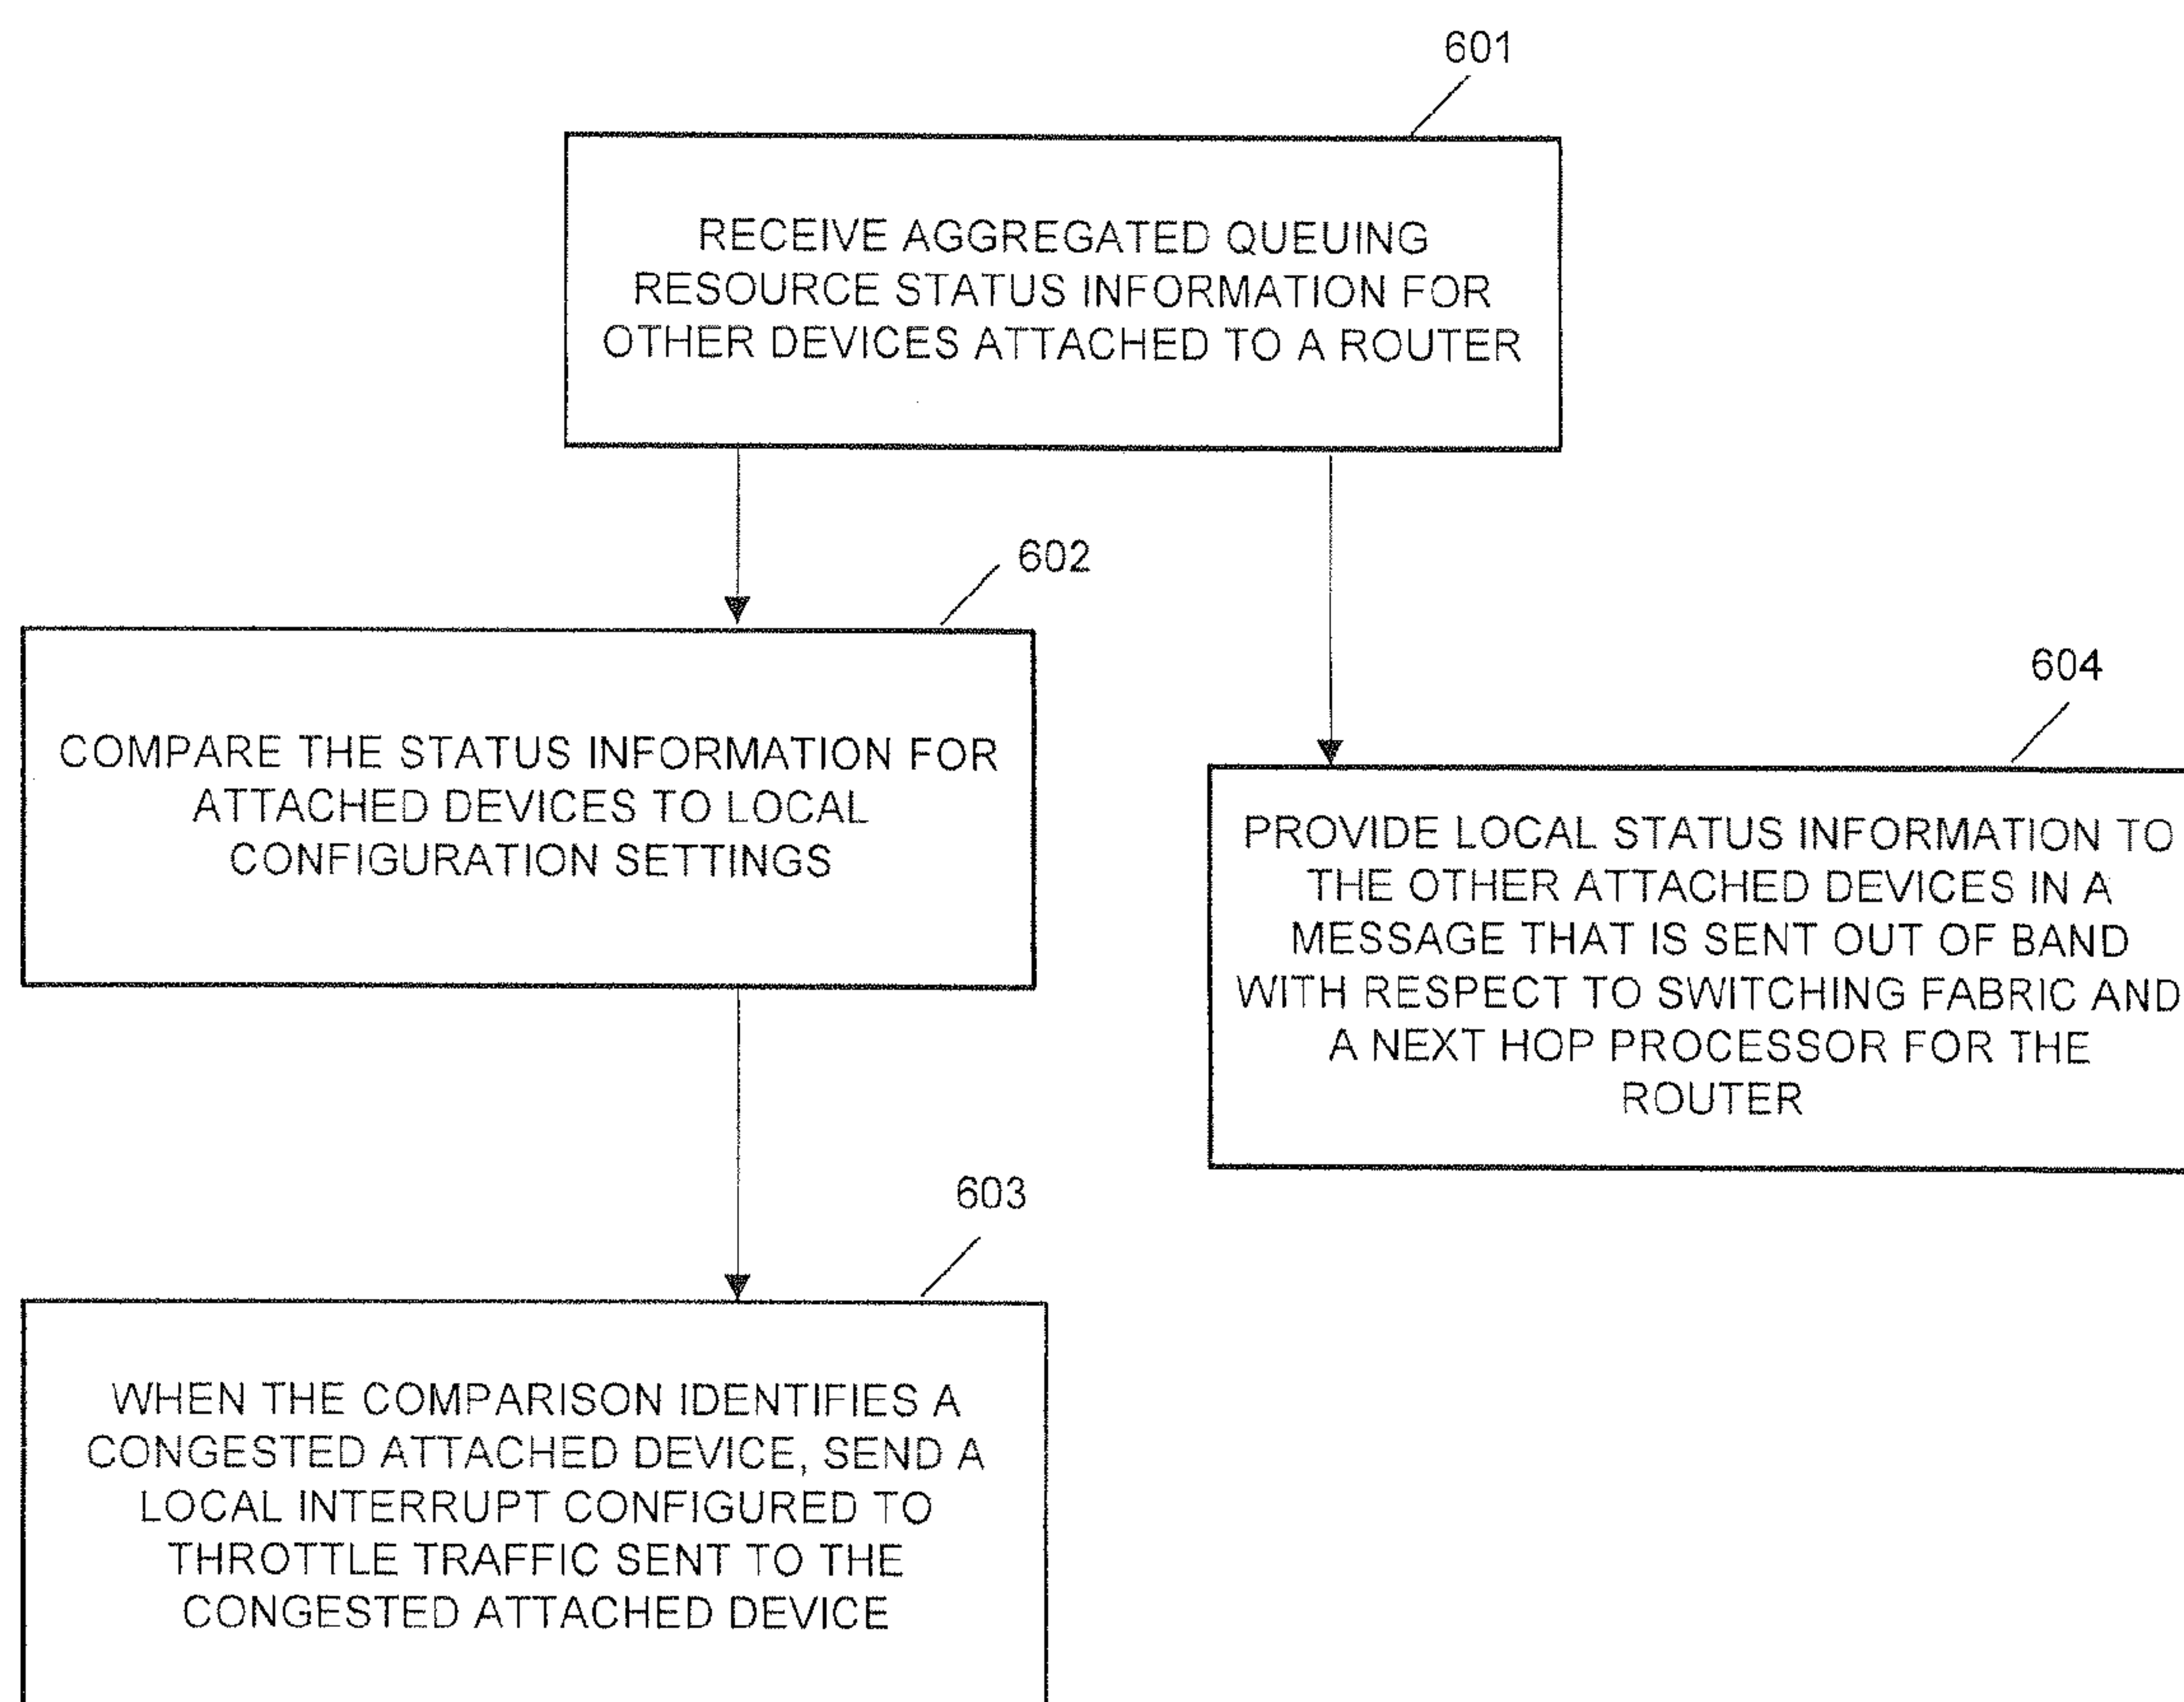 601
RECEIVE AGGREGATED QUEUING
RESOURCE STATUS INFORMATION FOR
OTHER DEVICES ATTACHED TO A ROUTER
602
COMPARE THE STATUS INFORMATION FOR
ATTACHED DEVICES TO LOCAL
CONFIGURATION SETTINGS
604
PROVIDE LOCAL STATUS INFORMATION TO
THE OTHER ATTACHED DEVICES IN A
MESSAGE THAT IS SENT OUT OF BAND
WITH RESPECT TO SWITCHING FABRIC AND
A NEXT HOP PROCESSOR FOR THE
ROUTER
603
WHEN THE COMPARISON IDENTIFIES A
CONGESTED ATTACHED DEVICE, SEND A
LOCAL INTERRUPT CONFIGURED TO
THROTTLE TRAFFIC SENT TO THE
CONGESTED ATTACHED DEVICE